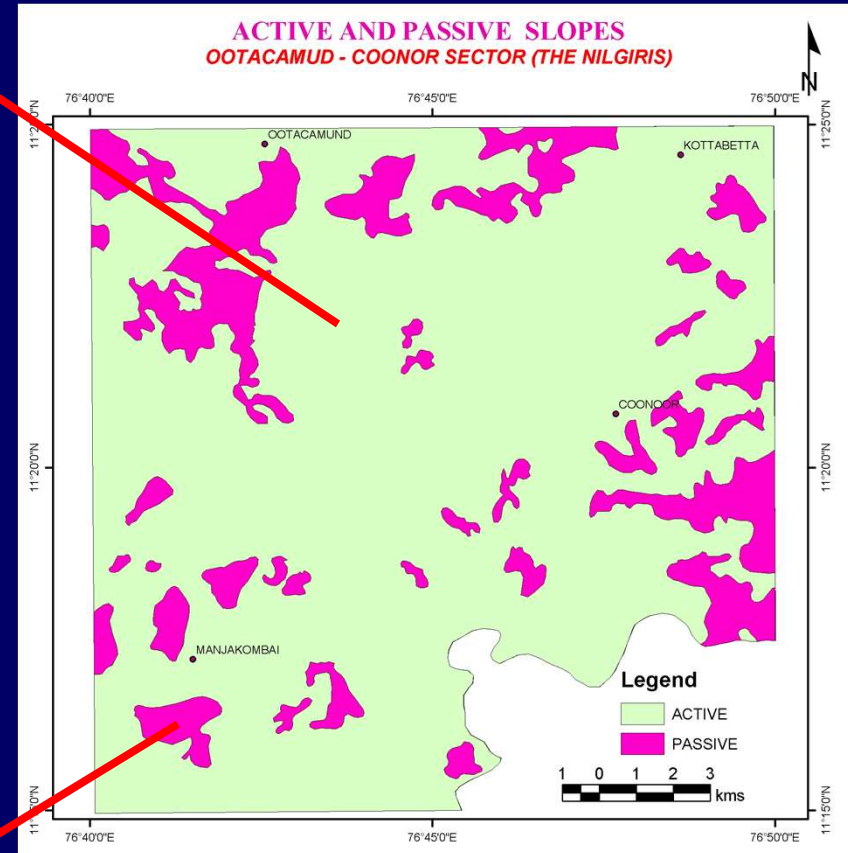 ACTIVE AND PASSIVE SLOPES
OOTACAMUD - COONOR SECTOR (THE NILGIRIS)
N
76°40'0"E 76°45'0"E 76°50'0"E
11°25'0"N
OOTACAMUND
KOTTABETTA
COONOOR
11°20'0"N 11°20'0"N
MANJAKOMBAI
Legend
ACTIVE
PASSIVE
1 0 1 2 3
kms
11°15'0"N
76°40'0"E 76°45'0"E 76°50'0"E